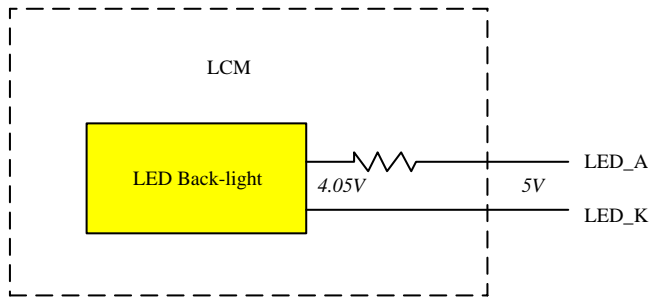 LCM
LED Back-light
4.05V
5V
LED_A
LED_K